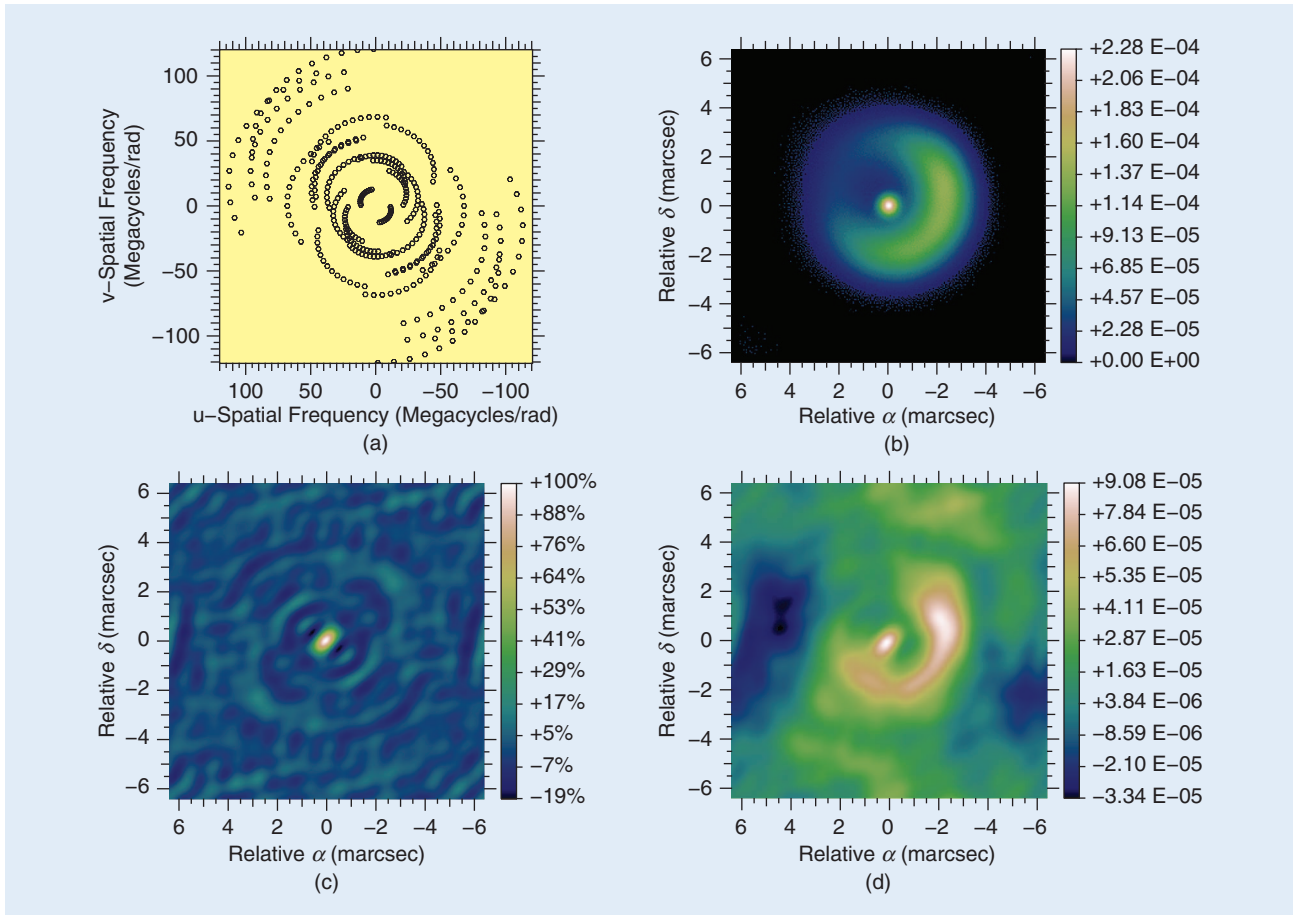 100
50
0
−50
−100
v−Spatial Frequency
(Megacycles/rad)
100 50 0 −50 −100
u−Spatial Frequency (Megacycles/rad)
(a)
6
4
2
0
−2
−4
−6
Relative δ (marcsec)
6 4 2 0 −2 −4 −6
Relative α (marcsec)
(b)
+2.28 E−04
+2.06 E−04
+1.83 E−04
+1.60 E−04
+1.37 E−04
+1.14 E−04
+9.13 E−05
+6.85 E−05
+4.57 E−05
+2.28 E−05
+0.00 E+00
6
4
2
0
−2
−4
−6
Relative δ (marcsec)
6 4 2 0 −2 −4 −6
Relative α (marcsec)
(c)
+100%
+88%
+76%
+64%
+53%
+41%
+29%
+17%
+5%
−7%
−19%
6
4
2
0
−2
−4
−6
Relative δ (marcsec)
6 4 2 0 −2 −4 −6
Relative α (marcsec)
(d)
+9.08 E−05
+7.84 E−05
+6.60 E−05
+5.35 E−05
+4.11 E−05
+2.87 E−05
+1.63 E−05
+3.84 E−06
−8.59 E−06
−2.10 E−05
−3.34 E−05